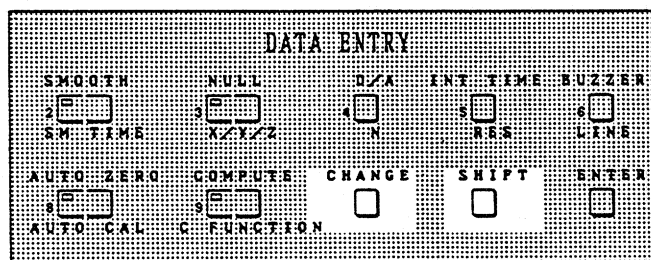 DATA ENTRY
SMOOTH NULL D/A INT TIME BUZZER
2 3 4 5 6
SM TIME X/Y/Z N RES LINE
AUTO ZERO COMPUTE CHANGE SHIFT ENTER
8 9
AUTO CAL C FUNCTION